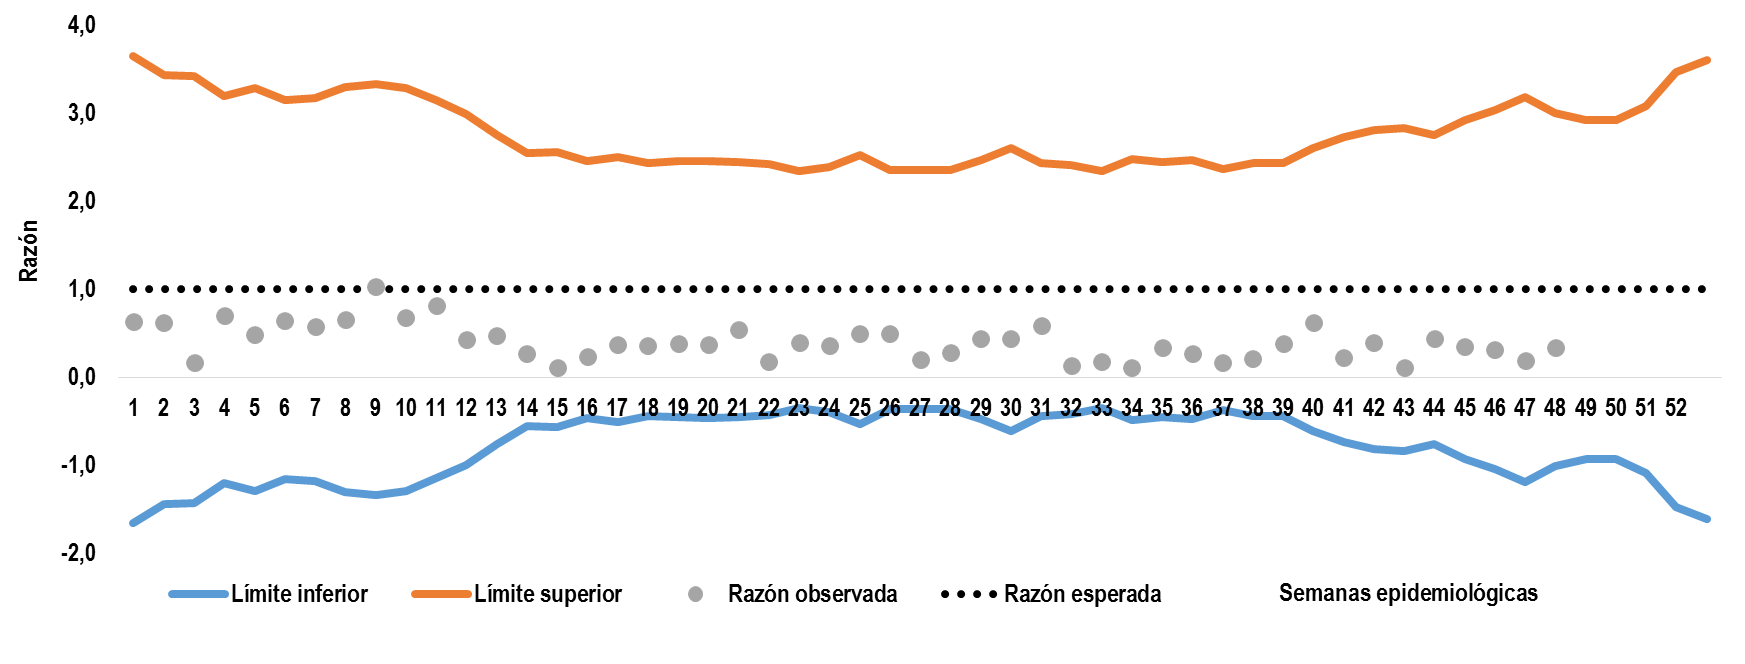 4,0
3,0
2,0
1,0
0,0
-1,0
-2,0
Razón
1 2 3 4 5 6 7 8 9 10 11 12 13 14 15 16 17 18 19 20 21 22 23 24 25 26 27 28 29 30 31 32 33 34 35 36 37 38 39 40 41 42 43 44 45 46 47 48 49 50 51 52
Límite inferior Límite superior Razón observada Razón esperada Semanas epidemiológicas